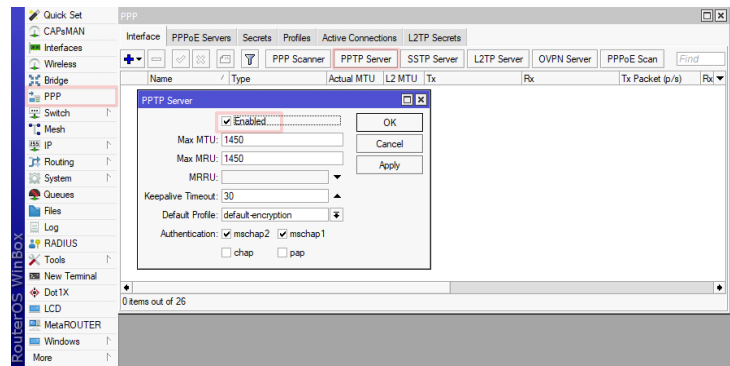 Quick Set
CAPsMAN
Interfaces
Wireless
Bridge
PPP
Switch
Mesh
IP
Routing
System
Queues
Files
Log
RADIUS
Tools
New Terminal
Dot1X
LCD
MetaROUTER
Windows
More
RouterOS WinBox
PPP
Interface PPPoE Servers Secrets Profiles Active Connections L2TP Secrets
PPP Scanner PPTP Server SSTP Server L2TP Server OVPN Server PPPoE Scan Find
Name / Type Actual MTU L2 MTU Tx Rx Tx Packet (p/s) Rx
PPTP Server
Enabled OK
Max MTU: 1450 Cancel
Max MRU: 1450 Apply
MRRU:
Keepalive Timeout: 30
Default Profile: default-encryption
Authentication: mschap2 mschap1
chap pap
0 items out of 26